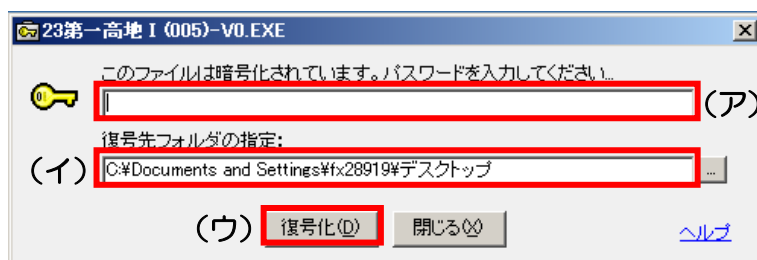 23第一高地Ⅰ(005)-V0.EXE
このファイルは暗号化されています。パスワードを入力してください...
(ア)
復号先フォルダの指定:
(イ) C:¥Documents and Settings¥fx28919¥デスクトップ ...
(ウ) 復号化(D) 閉じる(X) ヘルプ